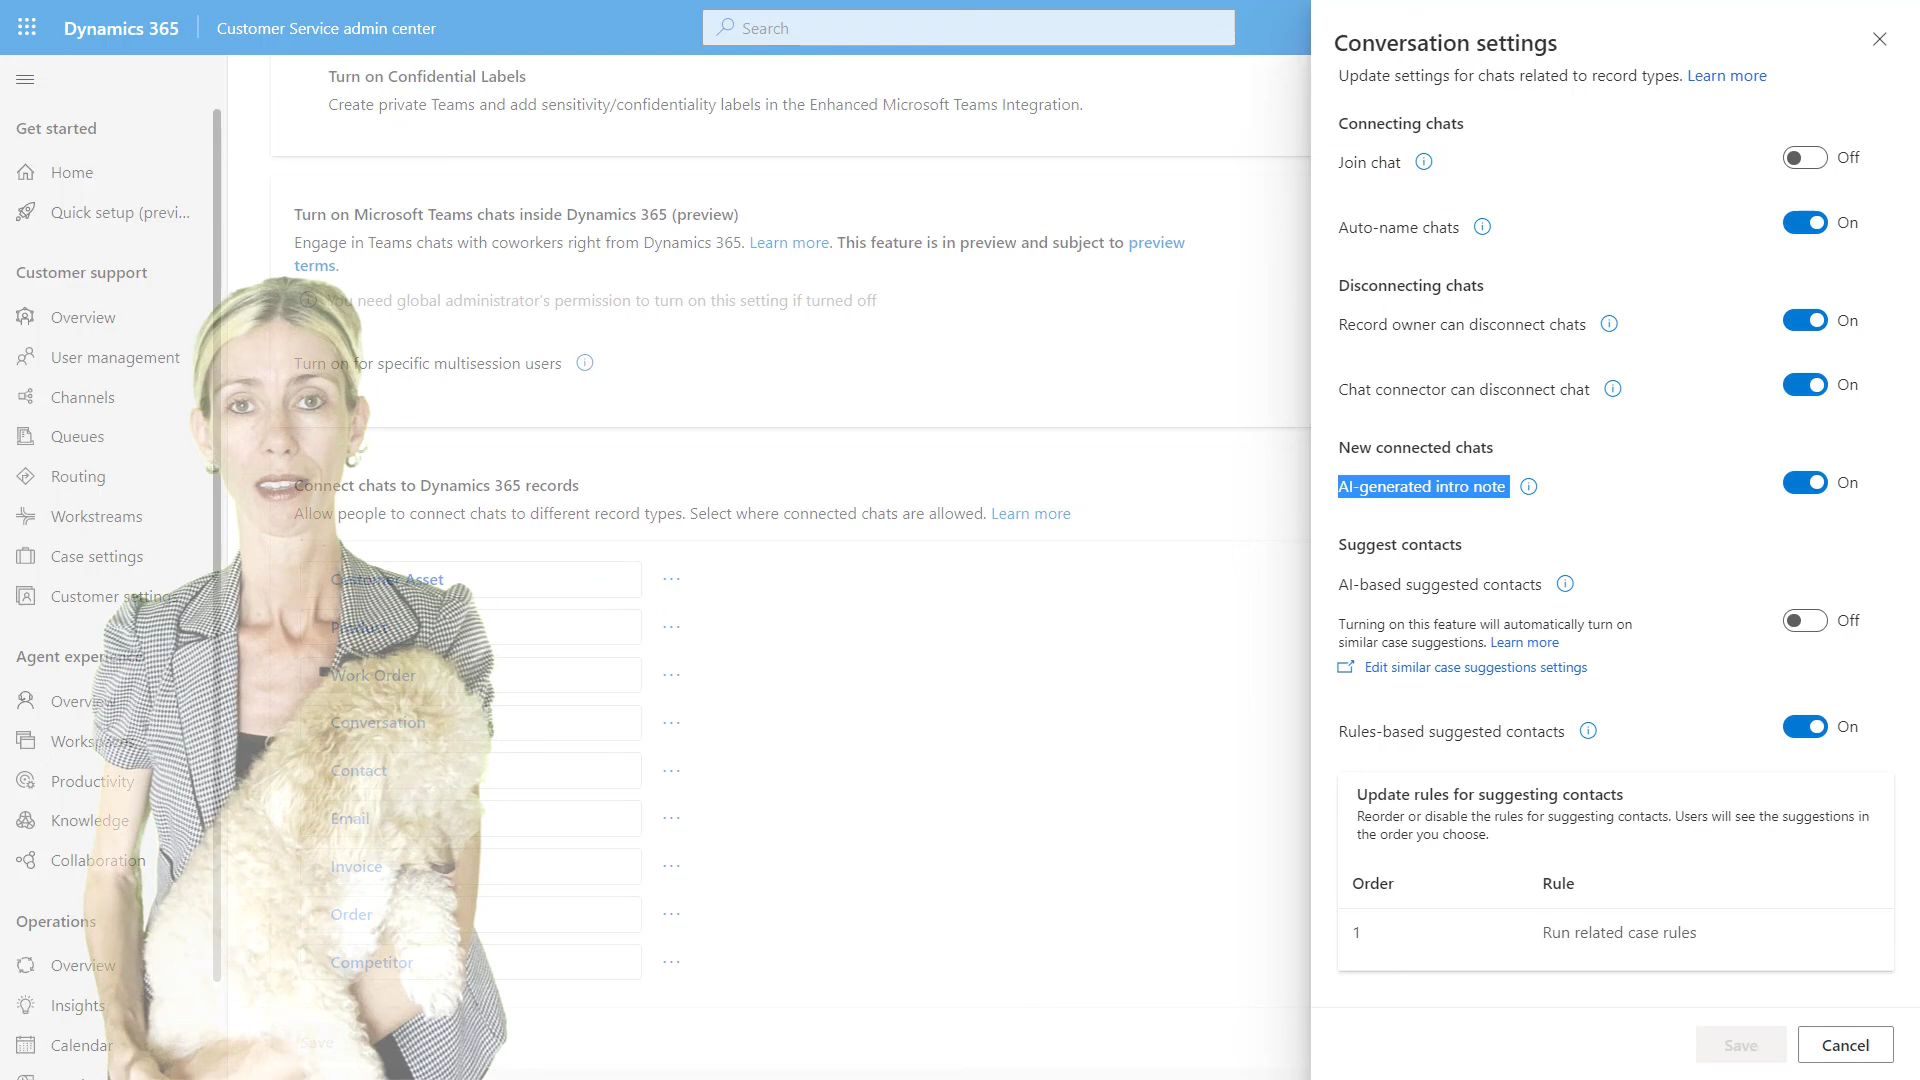 Dynamics 365
Customer Service admin center
Search
Get started
Home
Quick setup (previ...
Customer support
Overview
User management
Channels
Queues
Routing
Workstreams
Case settings
Customer settings
Agent experience
Overview
Workspaces
Productivity
Knowledge
Collaboration
Operations
Overview
Insights
Calendar
Turn on Confidential Labels
Create private Teams and add sensitivity/confidentiality labels in the Enhanced Microsoft Teams Integration.
Turn on Microsoft Teams chats inside Dynamics 365 (preview)
Engage in Teams chats with coworkers right from Dynamics 365. Learn more. This feature is in preview and subject to preview
terms.
You need global administrator's permission to turn on this setting if turned off
Turn on for specific multisession users
Connect chats to Dynamics 365 records
Allow people to connect chats to different record types. Select where connected chats are allowed. Learn more
Customer Asset
Product
Work Order
Conversation
Contact
Email
Invoice
Order
Competitor
Save
Conversation settings
Update settings for chats related to record types. Learn more
Connecting chats
Join chat
Off
Auto-name chats
On
Disconnecting chats
Record owner can disconnect chats
On
Chat connector can disconnect chat
On
New connected chats
AI-generated intro note
On
Suggest contacts
AI-based suggested contacts
Turning on this feature will automatically turn on
similar case suggestions. Learn more
Off
Edit similar case suggestions settings
Rules-based suggested contacts
On
Update rules for suggesting contacts
Reorder or disable the rules for suggesting contacts. Users will see the suggestions in
the order you choose.
Order Rule
1 Run related case rules
Save
Cancel